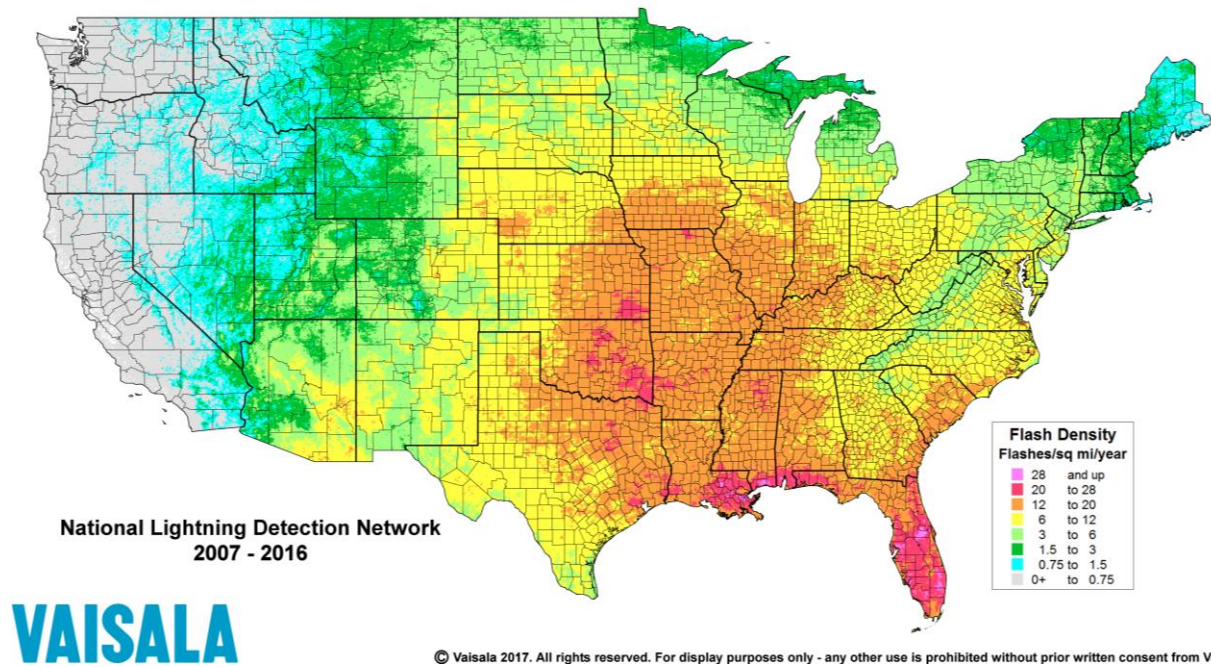 National Lightning Detection Network
2007 - 2016
Flash Density
Flashes/sq mi/year
28 and up
20 to 28
12 to 20
6 to 12
3 to 6
1.5 to 3
0.75 to 1.5
0+ to 0.75
VAISALA
© Vaisala 2017. All rights reserved. For display purposes only - any other use is prohibited without prior written consent from V